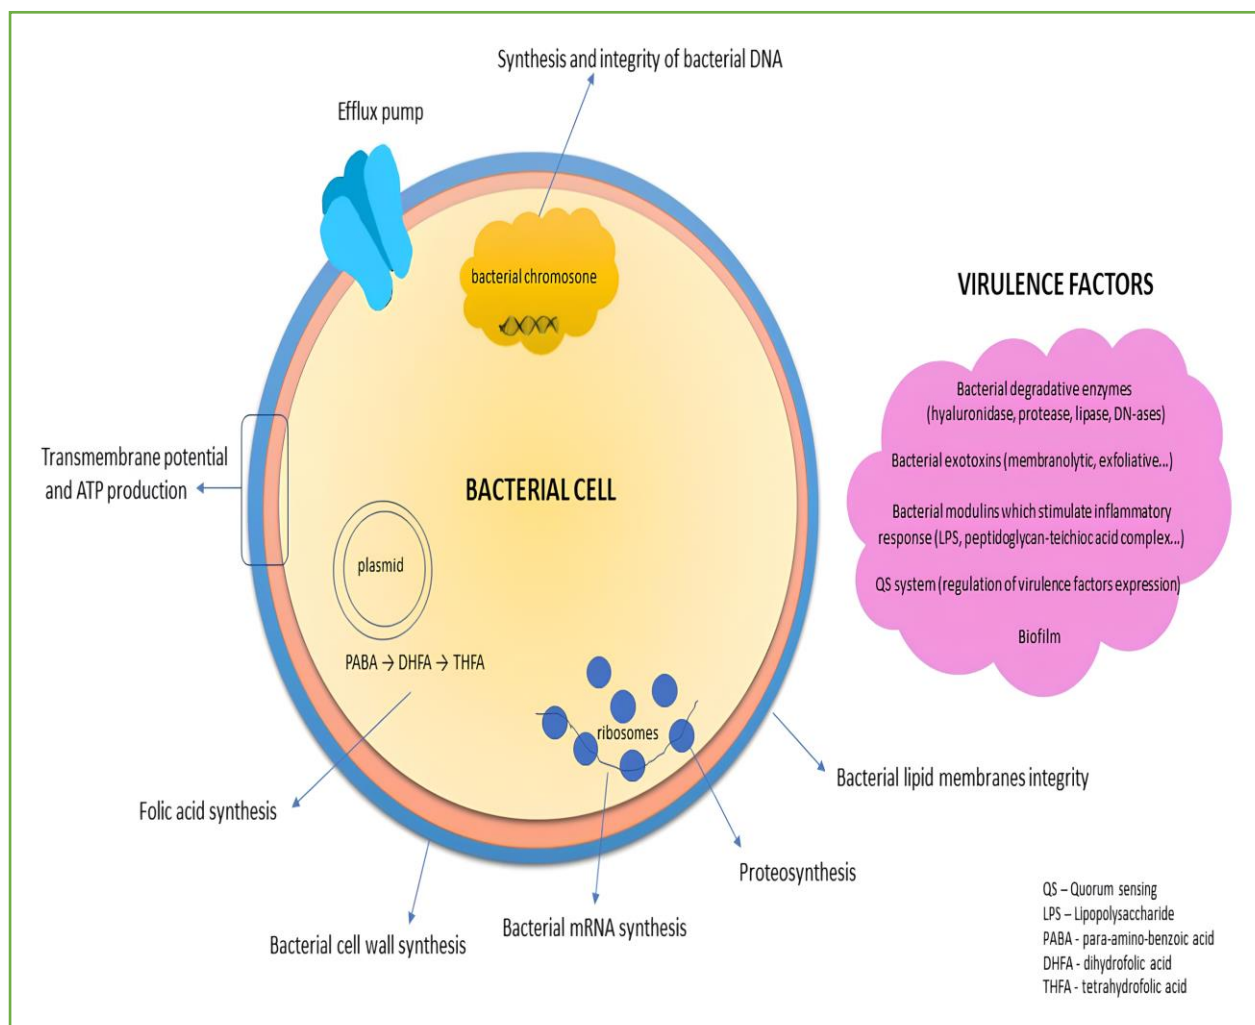 Synthesis and integrity of bacterial DNA
Efflux pump
bacterial chromosone
Transmembrane potential
and ATP production
BACTERIAL CELL
plasmid
PABA → DHFA → THFA
ribosomes
Folic acid synthesis
Bacterial cell wall synthesis
Bacterial mRNA synthesis
Proteosynthesis
Bacterial lipid membranes integrity
VIRULENCE FACTORS
Bacterial degradative enzymes
(hyaluronidase, protease, lipase, DN-ases)
Bacterial exotoxins (membranolytic, exfoliative...)
Bacterial modulins which stimulate inflammatory
response (LPS, peptidoglycan-teichioc acid complex...)
QS system (regulation of virulence factors expression)
Biofilm
QS – Quorum sensing
LPS – Lipopolysaccharide
PABA - para-amino-benzoic acid
DHFA - dihydrofolic acid
THFA - tetrahydrofolic acid